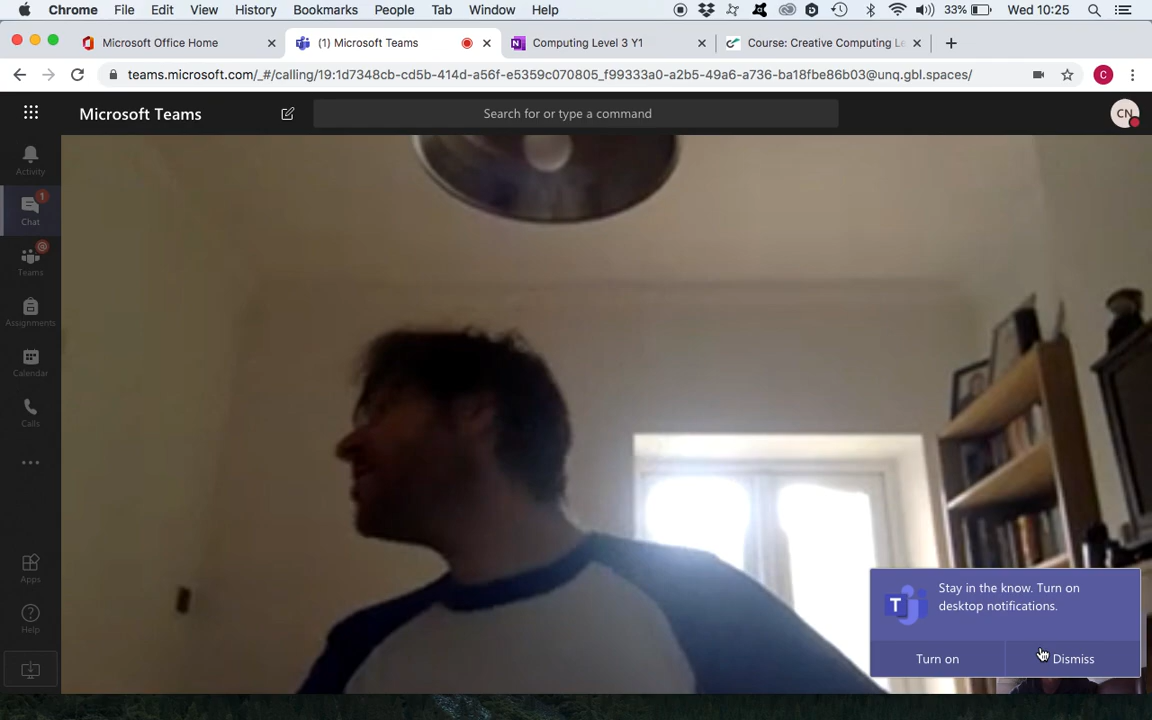 Chrome File Edit View History Bookmarks People Tab Window Help 33% Wed 10:25
Microsoft Office Home (1) Microsoft Teams Computing Level 3 Y1 Course: Creative Computing Le
teams.microsoft.com/_#/calling/19:1d7348cb-cd5b-414d-a56f-e5359c070805_f99333a0-a2b5-49a6-a736-ba18fbe86b03@unq.gbl.spaces/ C
Microsoft Teams Search for or type a command CN
Activity
1
Chat
Teams
Assignments
Calendar
Calls
Apps
Help
T
Stay in the know. Turn on
desktop notifications.
Turn on Dismiss